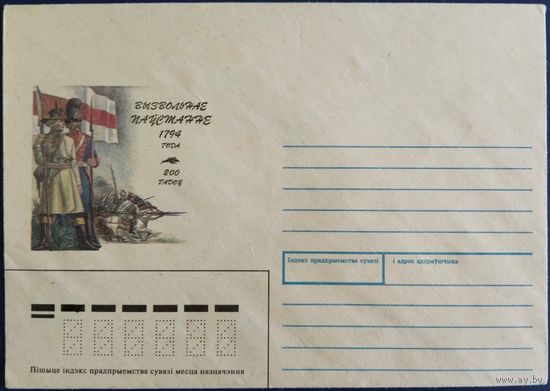 ВЫЗВОЛЬНАЕ
ПАЎСТАННЕ
1794
ГОДА
200
ГАДОЎ
Індэкс прадпрыемства сувязі і адрас адпраўшчыка
Пішыце індэкс прадпрыемства сувязі месца назначэння
www.ay.by